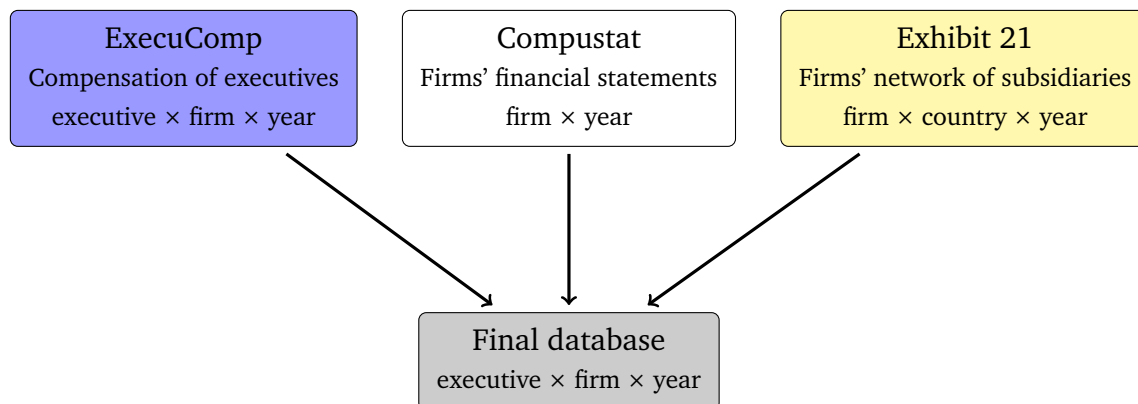 ExecuComp
Compensation of executives
executive × firm × year
Compustat
Firms’ financial statements
firm × year
Exhibit 21
Firms’ network of subsidiaries
firm × country × year
Final database
executive × firm × year